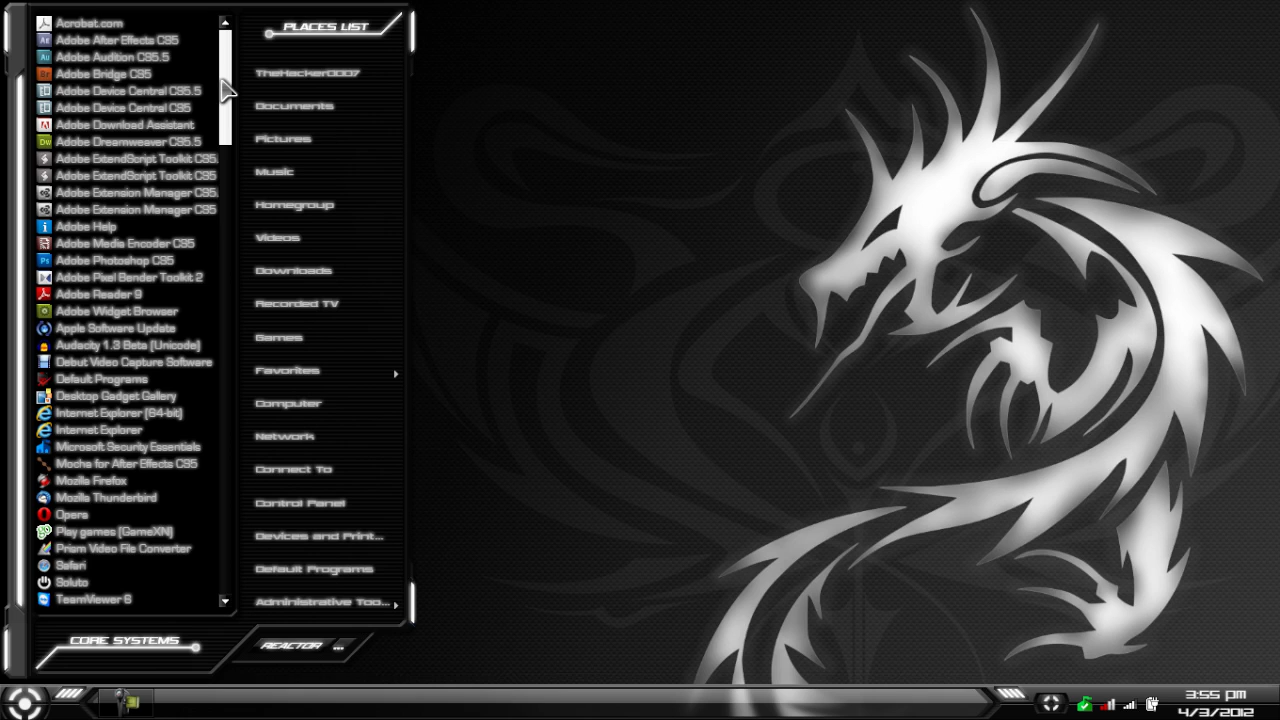 Acrobat.com
Adobe After Effects CS5
Adobe Audition CS5.5
Adobe Bridge CS5
Adobe Device Central CS5.5
Adobe Device Central CS5
Adobe Download Assistant
Adobe Dreamweaver CS5.5
Adobe ExtendScript Toolkit CS5.
Adobe ExtendScript Toolkit CS5
Adobe Extension Manager CS5.
Adobe Extension Manager CS5
Adobe Help
Adobe Media Encoder CS5
Adobe Photoshop CS5
Adobe Pixel Bender Toolkit 2
Adobe Reader 9
Adobe Widget Browser
Apple Software Update
Audacity 1.3 Beta (Unicode)
Debut Video Capture Software
Default Programs
Desktop Gadget Gallery
Internet Explorer (64-bit)
Internet Explorer
Microsoft Security Essentials
Mocha for After Effects CS5
Mozilla Firefox
Mozilla Thunderbird
Opera
Play games (GameXN)
Prism Video File Converter
Safari
Soluto
TeamViewer 6
CORE SYSTEMS
PLACES LIST
TheHacker0007
Documents
Pictures
Music
Homegroup
Videos
Downloads
Recorded TV
Games
Favorites
Computer
Network
Connect To
Control Panel
Devices and Print...
Default Programs
Administrative Too...
REACTOR ...
3:55 PM
4/3/2012